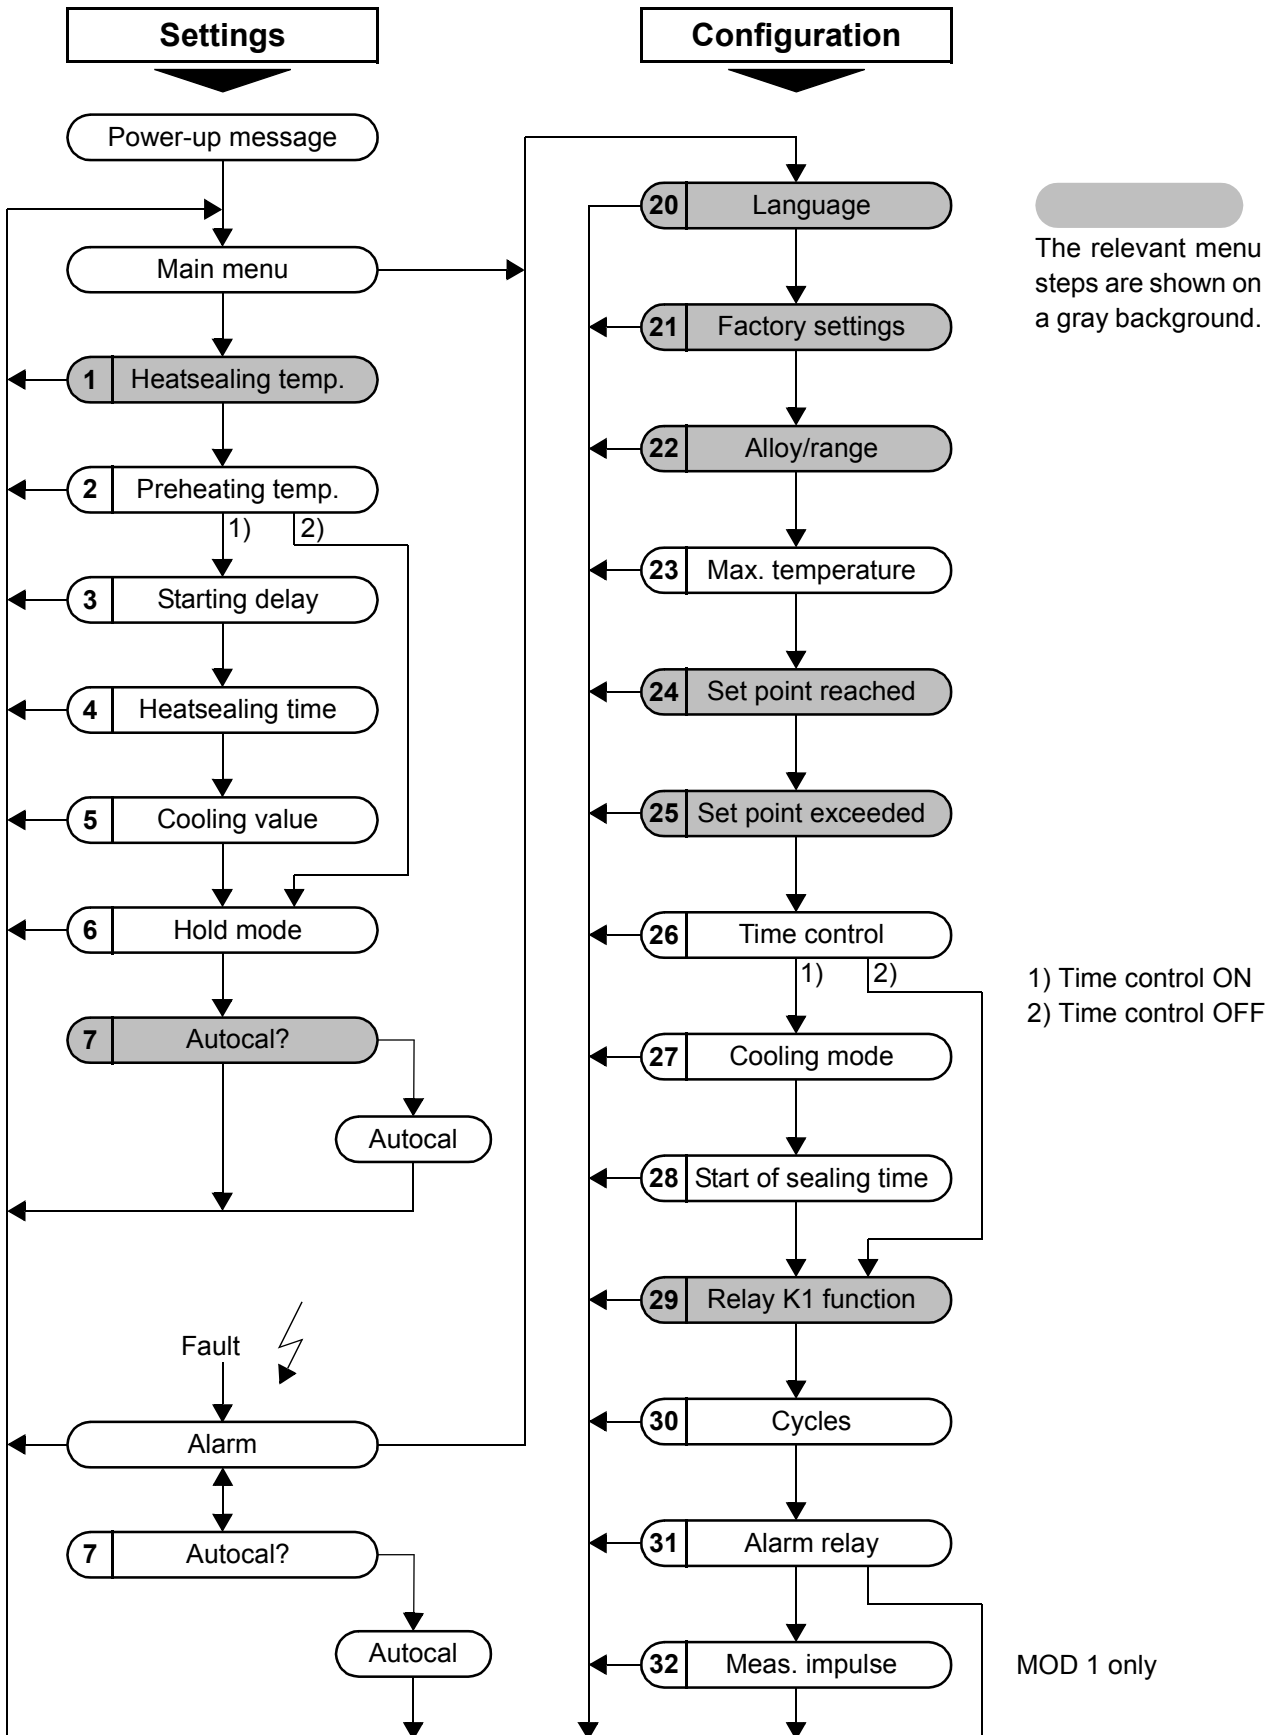 Settings
Power-up message
Main menu
1 Heatsealing temp.
2 Preheating temp.
1) 2)
3 Starting delay
4 Heatsealing time
5 Cooling value
6 Hold mode
7 Autocal?
Autocal
Fault
Alarm
7 Autocal?
Autocal
Configuration
20 Language
21 Factory settings
22 Alloy/range
23 Max. temperature
24 Set point reached
25 Set point exceeded
26 Time control
1) 2)
27 Cooling mode
28 Start of sealing time
29 Relay K1 function
30 Cycles
31 Alarm relay
32 Meas. impulse
The relevant menu
steps are shown on
a gray background.
1) Time control ON
2) Time control OFF
MOD 1 only